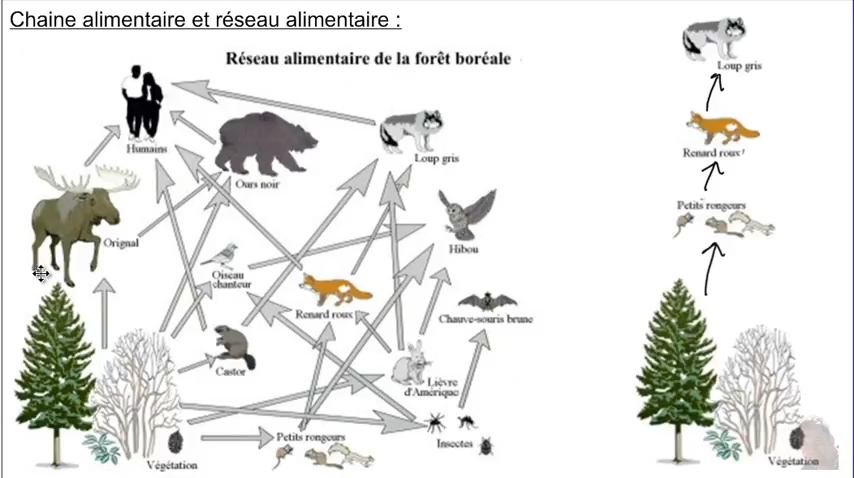 Chaine alimentaire et réseau alimentaire :
Réseau alimentaire de la forêt boréale
Humains
Ours noir
Loup gris
Orignal
Hibou
Oiseau
chanteur
Renard roux
Chauve-souris brune
Castor
Lièvre
d'Amérique
Insectes
Petits rongeurs
Végétation
Loup gris
Renard roux
Petits rongeurs
Végétation